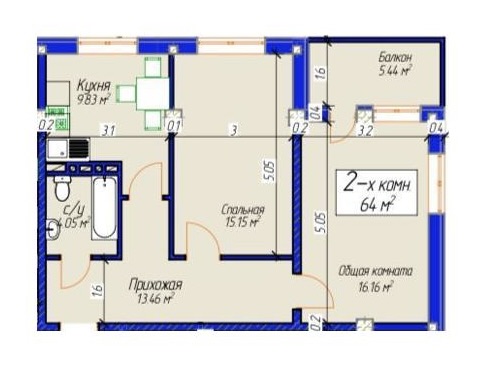 Кухня
9.83 м²
Балкон
5.44 м²
1.6
0.4
0.2
3.1
0.1
3
0.2
3.2
0.4
5.05
2-х комн
64 м²
с/у
4.05 м²
Спальная
15.15 м²
5.05
Общая комната
16.16 м²
1.6
Прихожая
13.46 м²
0.2